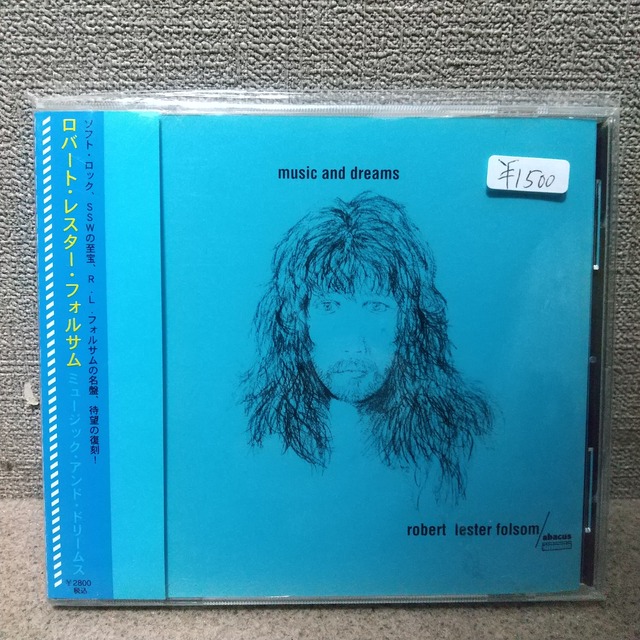 ソフト・ロック、SSWの至宝、R.L.フォルサムの名盤、待望の復刻！
ロバート・レスター・フォルサム
ミュージック・アンド・ドリームス
￥2800
税込
music and dreams
¥1500
robert lester folsom
abacus